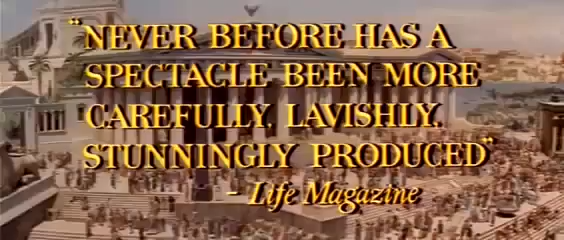 "NEVER BEFORE HAS A
SPECTACLE BEEN MORE
CAREFULLY, LAVISHLY,
STUNNINGLY PRODUCED"
- Life Magazine